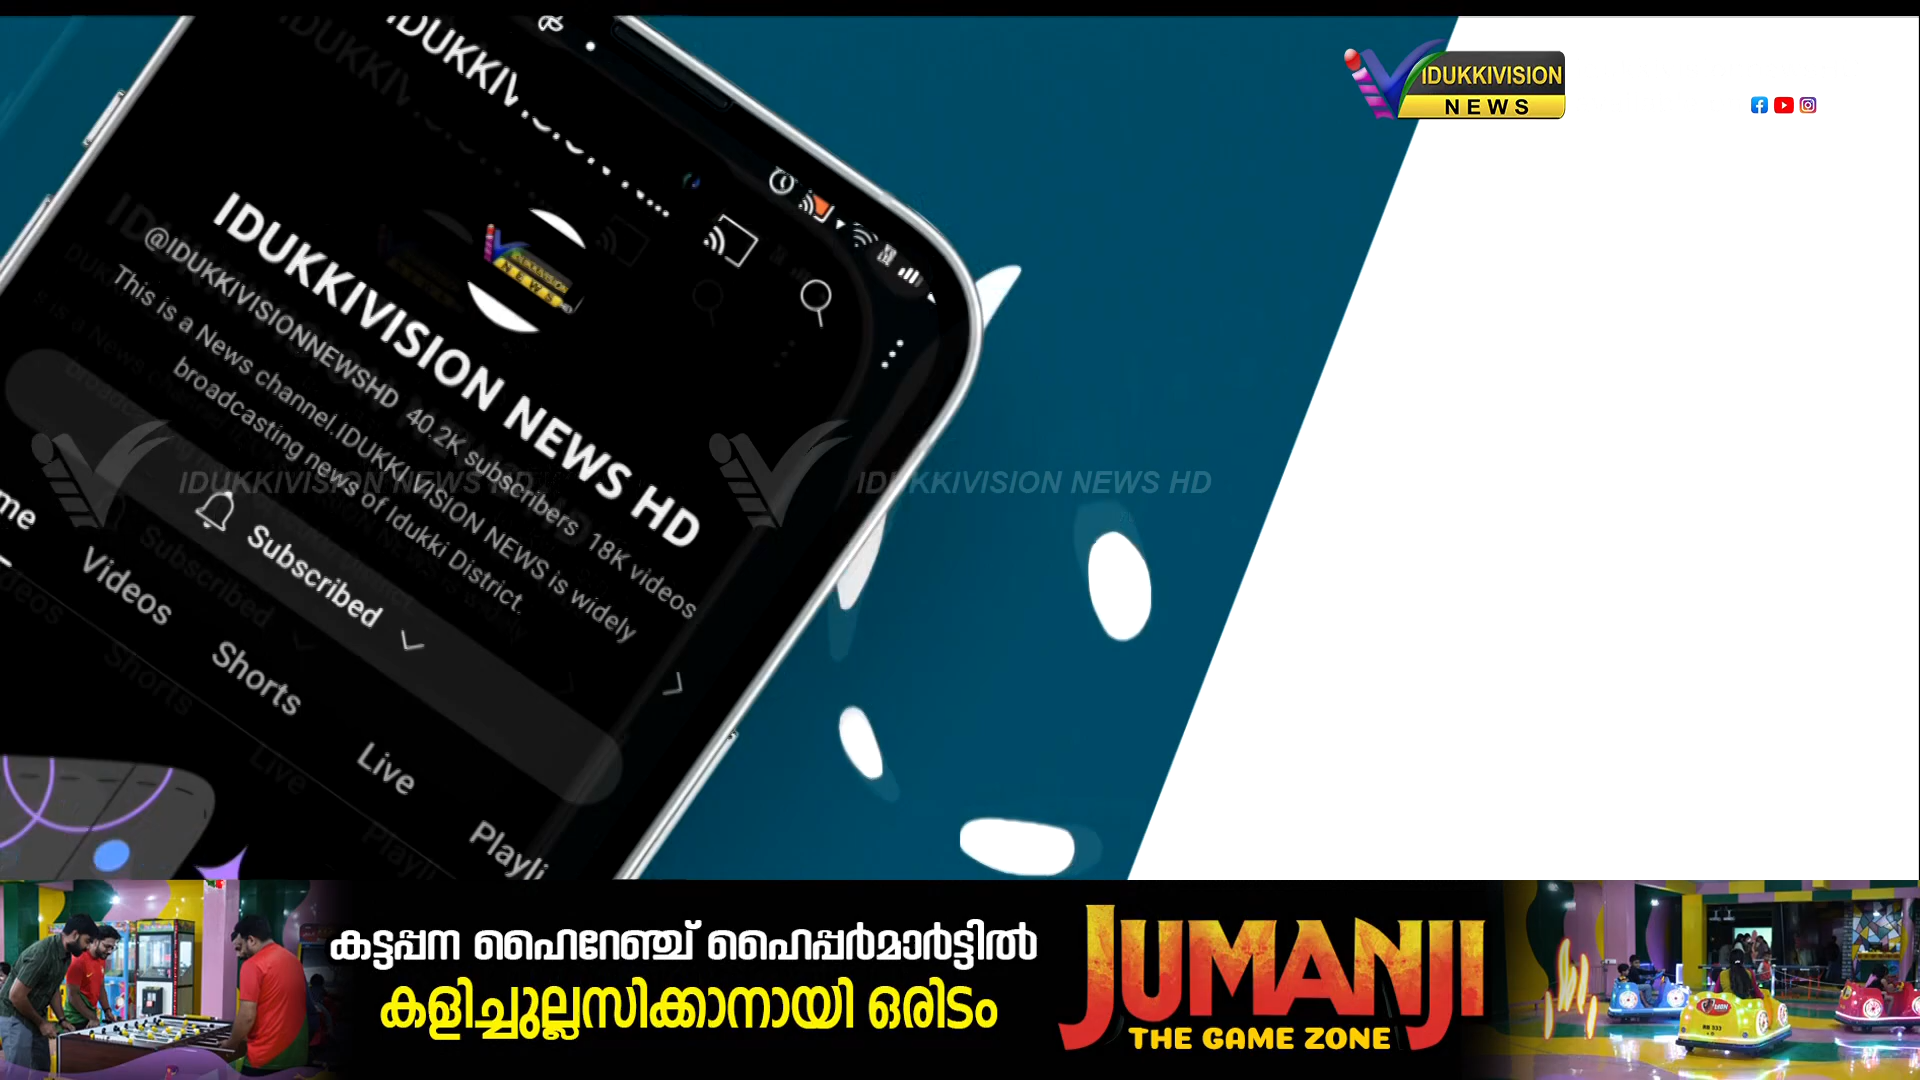 IDUKKIVISION
NEWS
IDUKKIVISION NEWS HD
@IDUKKIVISIONNEWSHD 40.2K subscribers 18K videos
This is a News channel.IDUKKI VISION NEWS is widely
broadcasting news of Idukki District.
Subscribed
Videos
Shorts
Live
Playli
IDUKKIVISION NEWS HD
IDUKKIVISION NEWS HD
കട്ടപ്പന ഹൈറേഞ്ച് ഹൈപ്പർമാർട്ടിൽ
കളിച്ചുല്ലസിക്കാനായി ഒരിടം
JUMANJI
THE GAME ZONE